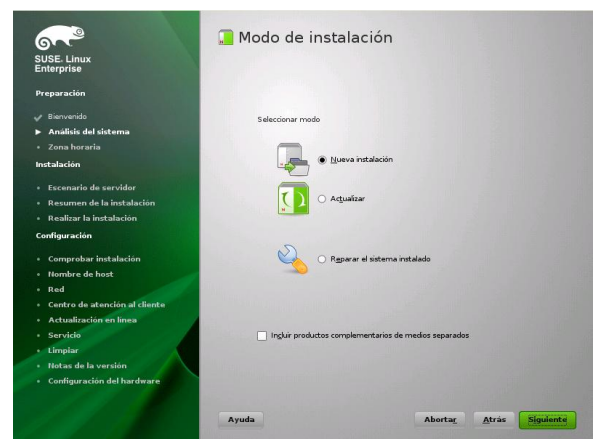 SUSE. Linux
Enterprise
Preparación
Bienvenido
Análisis del sistema
Zona horaria
Instalación
Escenario de servidor
Resumen de la instalación
Realizar la instalación
Configuración
Comprobar instalación
Nombre de host
Red
Centro de atención al cliente
Actualización en línea
Servicio
Limpiar
Notas de la versión
Configuración del hardware
Modo de instalación
Seleccionar modo
Nueva instalación
Actualizar
Reparar el sistema instalado
Incluir productos complementarios de medios separados
Ayuda
Abortar
Atrás
Siguiente